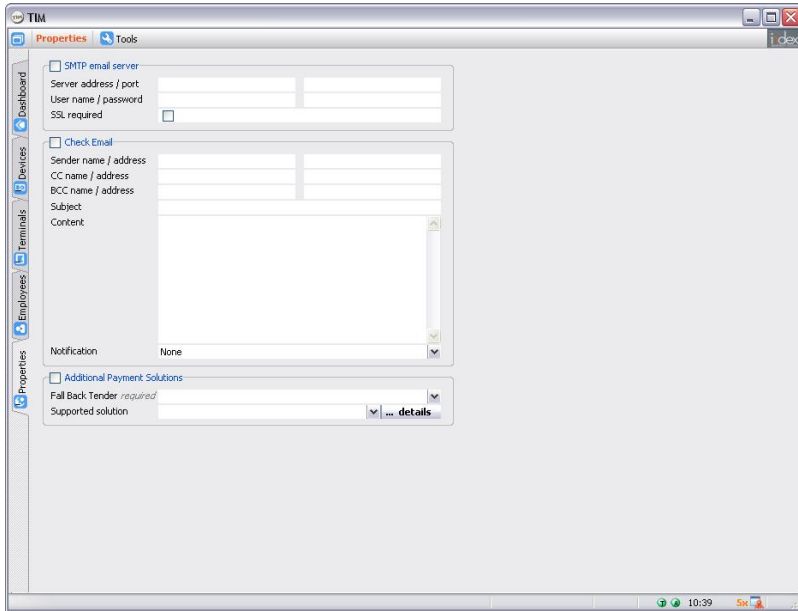 TIM
Properties Tools
SMTP email server
Server address / port
User name / password
SSL required
Check Email
Sender name / address
CC name / address
BCC name / address
Subject
Content
Notification None
Additional Payment Solutions
Fall Back Tender required
Supported solution ... details
Dashboard
Devices
Terminals
Employees
Properties
10:39 5x